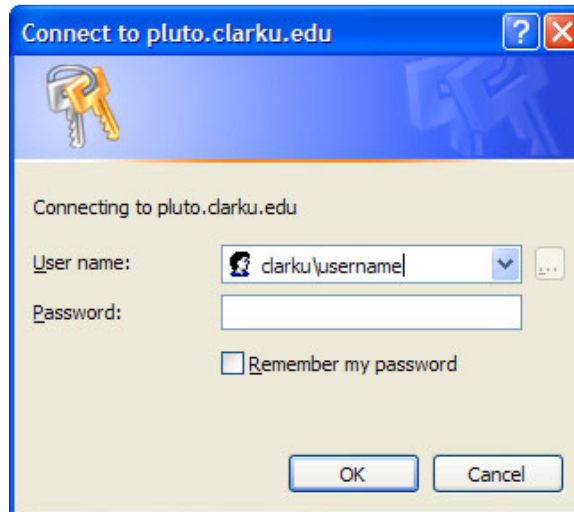 Connect to pluto.clarku.edu
Connecting to pluto.clarku.edu
User name: clarku\username
Password:
Remember my password
OK Cancel